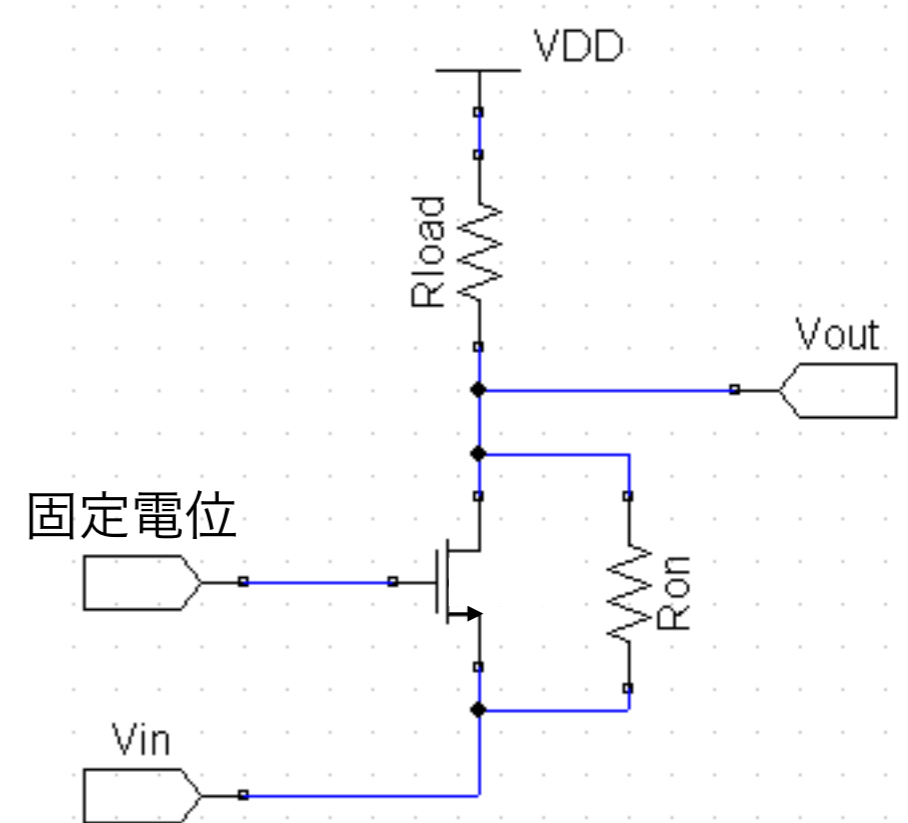 VDD
Rload
Vout
固定電位
Ron
Vin